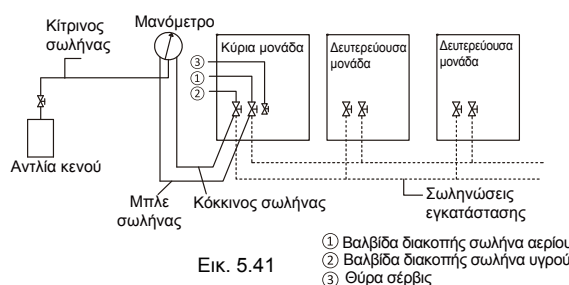 Κίτρινος
σωλήνας
Μανόμετρο
Κύρια μονάδα
③
①
②
Δευτερεύουσα
μονάδα
Δευτερεύουσα
μονάδα
Αντλία κενού
Μπλε
σωλήνας
Κόκκινος σωλήνας
Σωληνώσεις
εγκατάστασης
Εικ. 5.41
① Βαλβίδα διακοπής σωλήνα αερίου
② Βαλβίδα διακοπής σωλήνα υγρού
③ Θύρα σέρβις